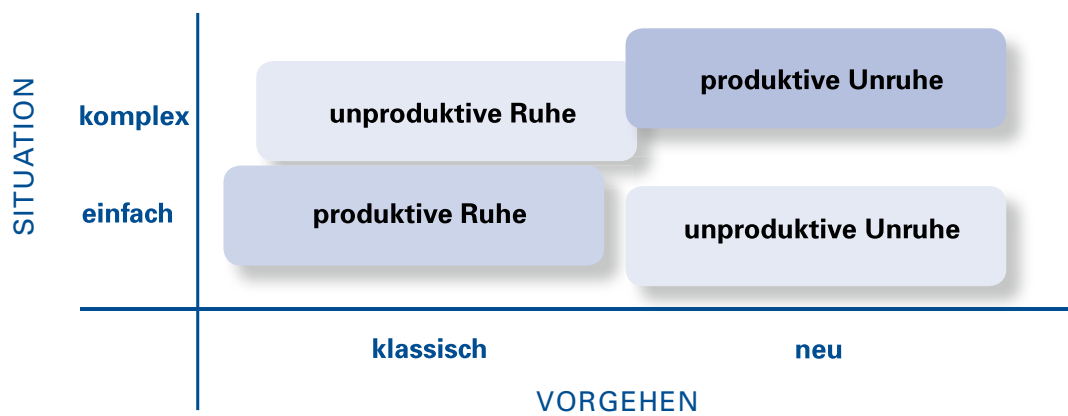 SITUATION
komplex
unproduktive Ruhe
produktive Unruhe
einfach
produktive Ruhe
unproduktive Unruhe
klassisch
neu
VORGEHEN